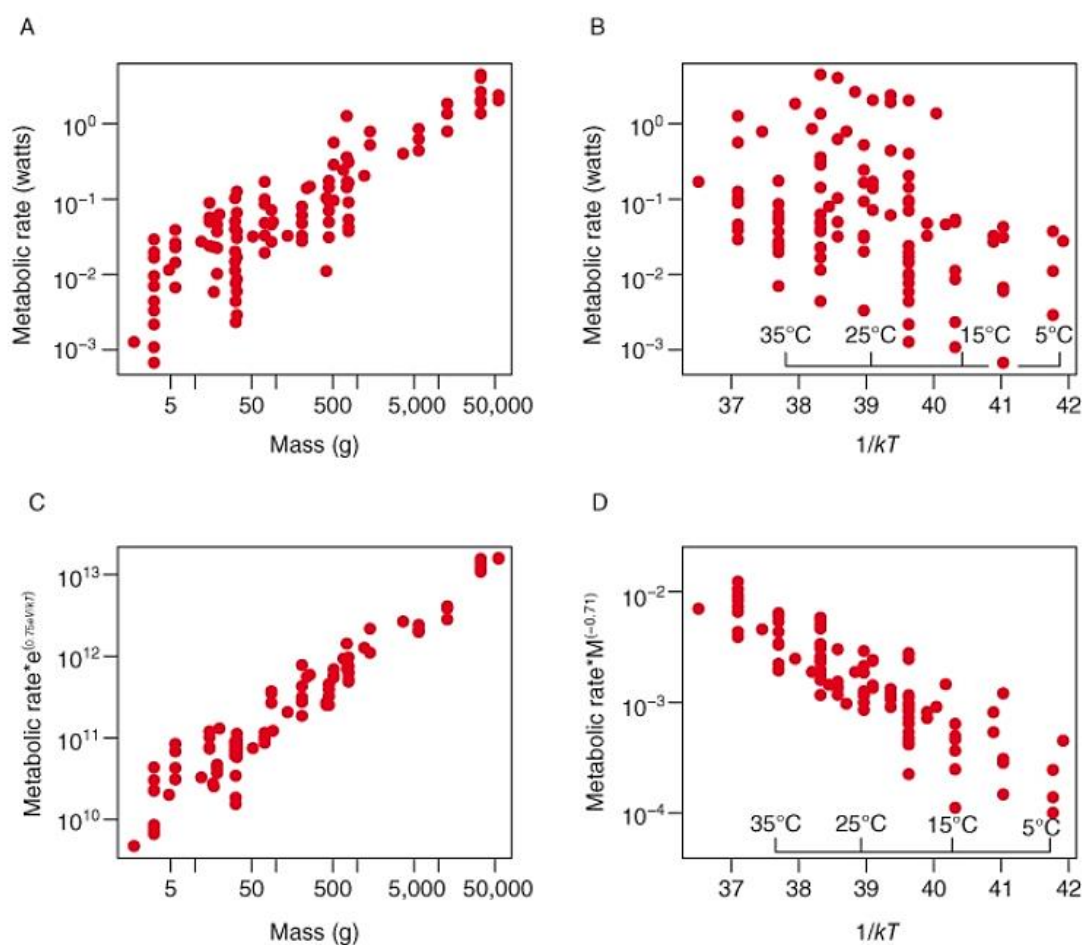 A
Metabolic rate (watts)
10⁰
10⁻¹
10⁻²
10⁻³
5 50 500 5,000 50,000
Mass (g)
B
Metabolic rate (watts)
10⁰
10⁻¹
10⁻²
10⁻³
35°C 25°C 15°C 5°C
37 38 39 40 41 42
1/kT
C
Metabolic rate*e⁽⁰·⁷⁵ᵉⱽ/ᵏᵀ⁾
10¹³
10¹²
10¹¹
10¹⁰
5 50 500 5,000 50,000
Mass (g)
D
Metabolic rate*M⁽⁻⁰·⁷¹⁾
10⁻²
10⁻³
10⁻⁴
35°C 25°C 15°C 5°C
37 38 39 40 41 42
1/kT